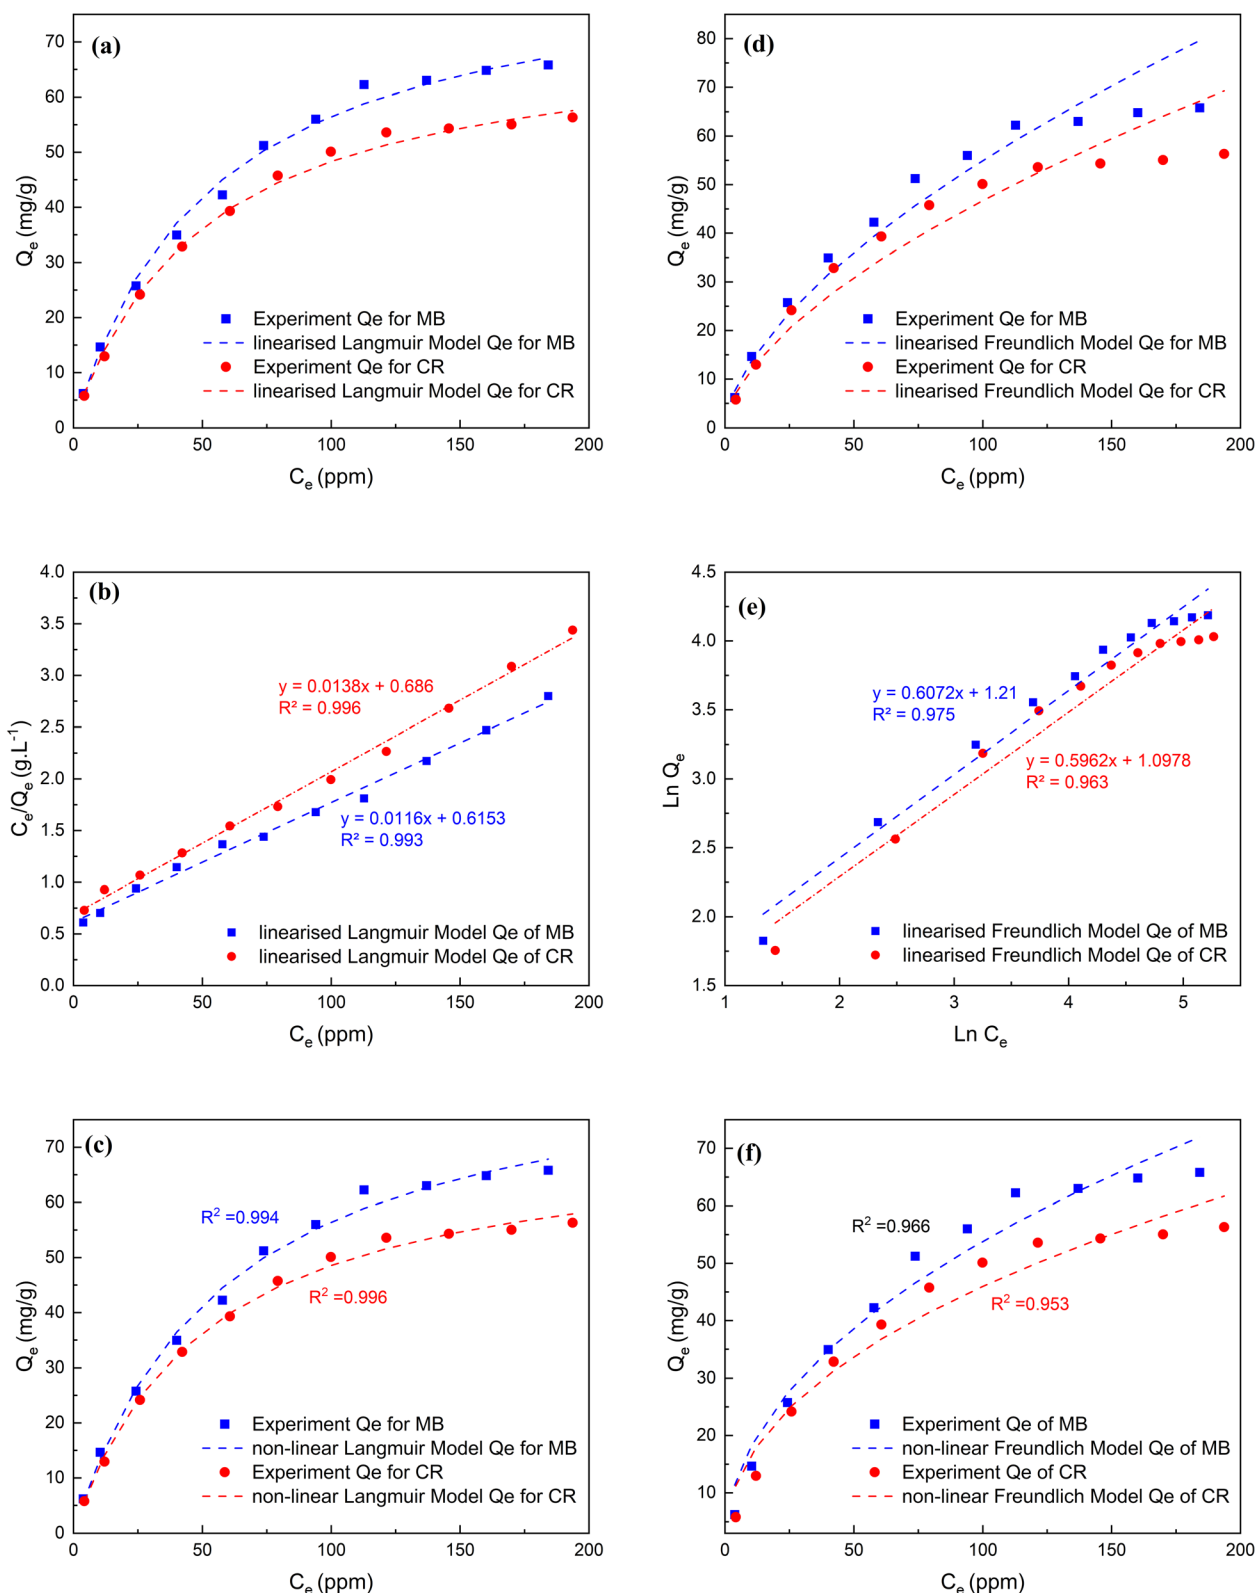 (a)
70
60
50
40
30
20
10
0
Qe (mg/g)
Experiment Qe for MB
linearised Langmuir Model Qe for MB
Experiment Qe for CR
linearised Langmuir Model Qe for CR
0 50 100 150 200
Ce (ppm)
(d)
80
70
60
50
40
30
20
10
0
Qe (mg/g)
Experiment Qe for MB
linearised Freundlich Model Qe for MB
Experiment Qe for CR
linearised Freundlich Model Qe for CR
0 50 100 150 200
Ce (ppm)
(b)
4.0
3.5
3.0
2.5
2.0
1.5
1.0
0.5
0.0
Ce/Qe (g.L-1)
y = 0.0138x + 0.686
R² = 0.996
y = 0.0116x + 0.6153
R² = 0.993
linearised Langmuir Model Qe of MB
linearised Langmuir Model Qe of CR
0 50 100 150 200
Ce (ppm)
(e)
4.5
4.0
3.5
3.0
2.5
2.0
1.5
Ln Qe
y = 0.6072x + 1.21
R² = 0.975
y = 0.5962x + 1.0978
R² = 0.963
linearised Freundlich Model Qe of MB
linearised Freundlich Model Qe of CR
1 2 3 4 5
Ln Ce
(c)
70
60
50
40
30
20
10
0
Qe (mg/g)
R2 =0.994
R2 =0.996
Experiment Qe for MB
non-linear Langmuir Model Qe for MB
Experiment Qe for CR
non-linear Langmuir Model Qe for CR
0 50 100 150 200
Ce (ppm)
(f)
70
60
50
40
30
20
10
Qe (mg/g)
R2 =0.966
R2 =0.953
Experiment Qe of MB
non-linear Freundlich Model Qe of MB
Experiment Qe of CR
non-linear Freundlich Model Qe of CR
0 50 100 150 200
Ce (ppm)